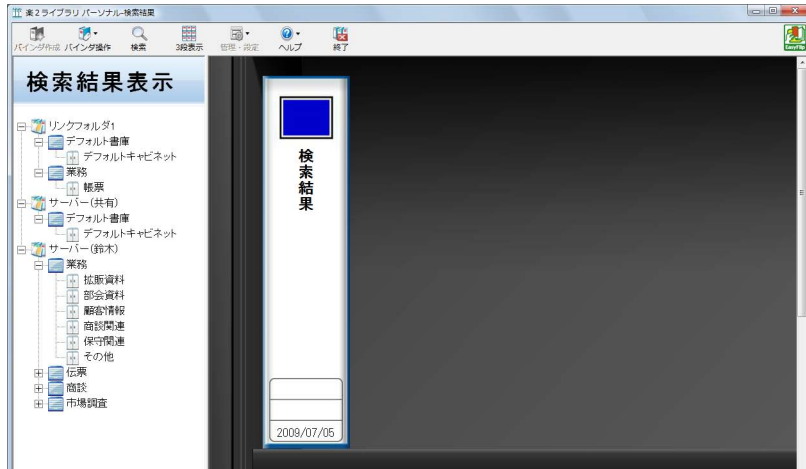 楽2ライブラリ パーソナル-検索結果
バインダ作成 バインダ操作 検索 3段表示 管理・設定 ヘルプ 終了
EasyFlip
検索結果表示
リンクフォルダ1
デフォルト書庫
デフォルトキャビネット
業務
帳票
サーバー(共有)
デフォルト書庫
デフォルトキャビネット
サーバー(鈴木)
業務
拡販資料
部会資料
顧客情報
商談関連
保守関連
その他
伝票
商談
市場調査
検索結果
2009/07/05